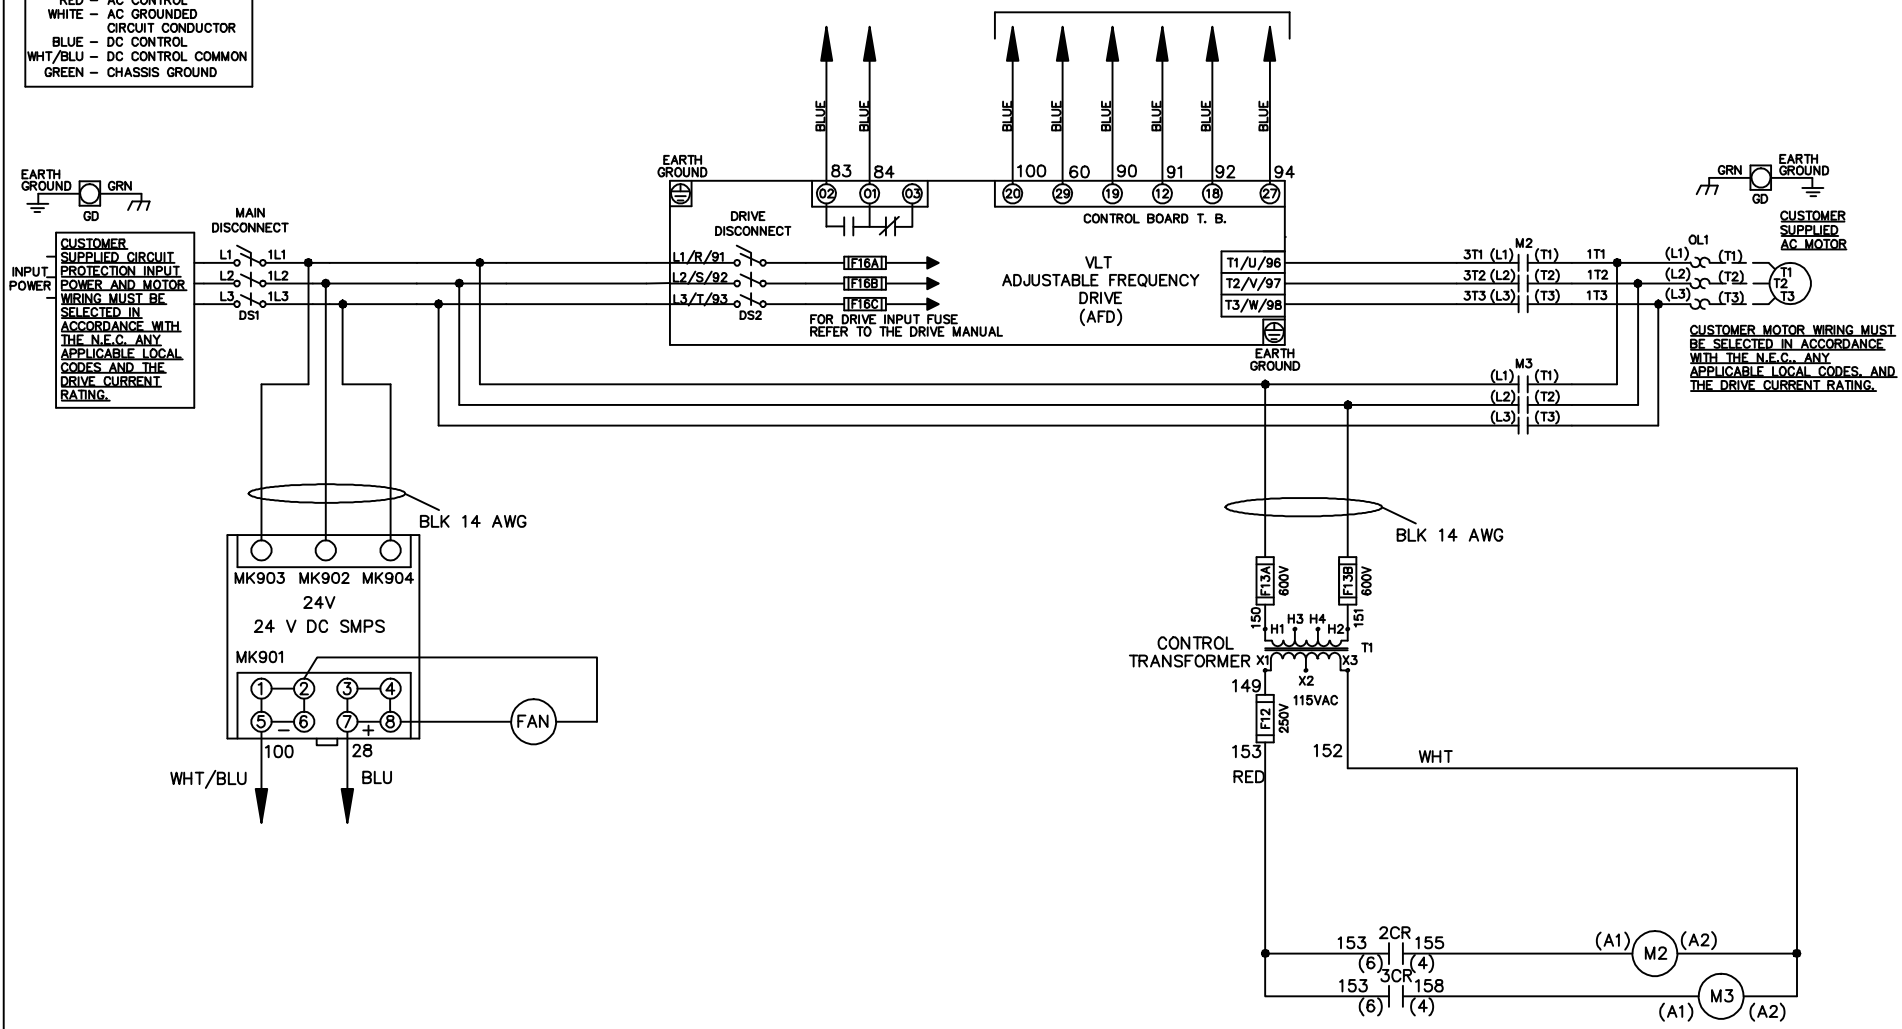 RED – AC CONTROL
WHITE – AC GROUNDED
CIRCUIT CONDUCTOR
BLUE – DC CONTROL
WHT/BLU – DC CONTROL COMMON
GREEN – CHASSIS GROUND
BLUE
BLUE
BLUE
BLUE
BLUE
BLUE
BLUE
BLUE
83
84
100
60
90
91
92
94
02
01
03
20
29
19
12
18
27
CONTROL BOARD T. B.
EARTH
GROUND
GRN
GD
EARTH
GROUND
GRN
EARTH
GROUND
GD
INPUT
POWER
CUSTOMER
SUPPLIED CIRCUIT
PROTECTION INPUT
POWER AND MOTOR
WIRING MUST BE
SELECTED IN
ACCORDANCE WITH
THE N.E.C. ANY
APPLICABLE LOCAL
CODES AND THE
DRIVE CURRENT
RATING.
MAIN
DISCONNECT
L1 1L1
L2 1L2
L3 1L3
DS1
DRIVE
DISCONNECT
L1/R/91
L2/S/92
L3/T/93
DS2
F16A
F16B
F16C
FOR DRIVE INPUT FUSE
REFER TO THE DRIVE MANUAL
VLT
ADJUSTABLE FREQUENCY
DRIVE
(AFD)
T1/U/96
T2/V/97
T3/W/98
EARTH
GROUND
M2
3T1 (L1) (T1) 1T1
3T2 (L2) (T2) 1T2
3T3 (L3) (T3) 1T3
OL1
(L1) (T1)
(L2) (T2)
(L3) (T3)
T1
T2
T3
CUSTOMER
SUPPLIED
AC MOTOR
CUSTOMER MOTOR WIRING MUST
BE SELECTED IN ACCORDANCE
WITH THE N.E.C., ANY
APPLICABLE LOCAL CODES, AND
THE DRIVE CURRENT RATING.
M3
(L1) (T1)
(L2) (T2)
(L3) (T3)
BLK 14 AWG
MK903 MK902 MK904
24V
24 V DC SMPS
MK901
1 2 3 4
5 – 6 7 + 8
FAN
100
28
WHT/BLU
BLU
BLK 14 AWG
F13A
600V
F13B
600V
150
151
H1 H3 H4 H2
CONTROL
TRANSFORMER
T1
X1
X3
X2
149
115VAC
F12
250V
153
152
RED
WHT
2CR
153 155
(6) (4)
(A1) M2 (A2)
3CR
153 158
(6) (4)
(A1) M3 (A2)